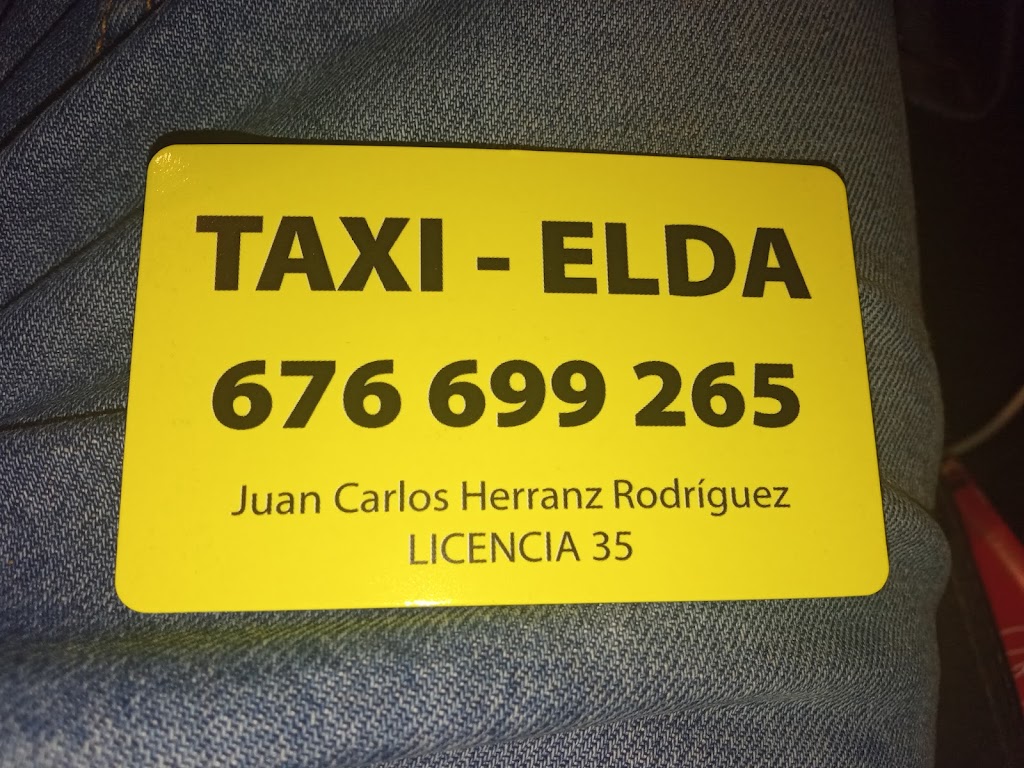 TAXI - ELDA
676 699 265
Juan Carlos Herranz Rodríguez
LICENCIA 35